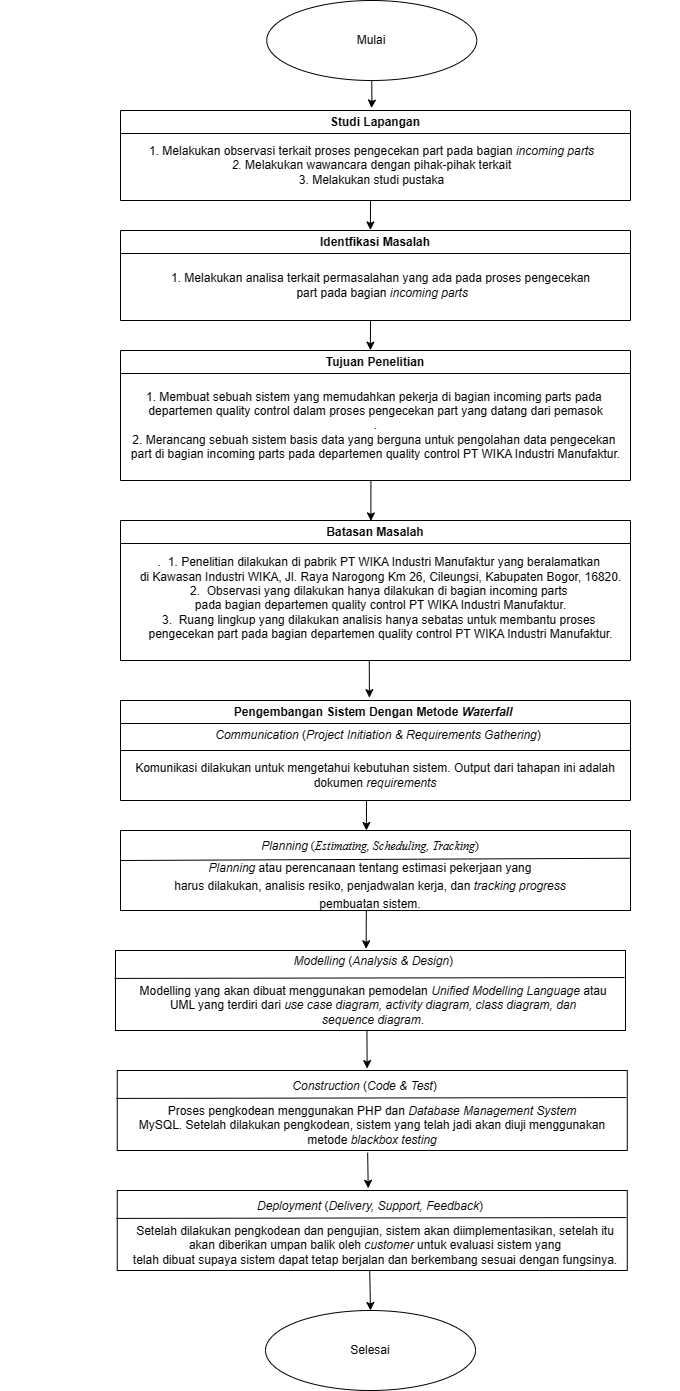 Mulai
Studi Lapangan
1. Melakukan observasi terkait proses pengecekan part pada bagian incoming parts
2. Melakukan wawancara dengan pihak-pihak terkait
3. Melakukan studi pustaka
Identfikasi Masalah
1. Melakukan analisa terkait permasalahan yang ada pada proses pengecekan
part pada bagian incoming parts
Tujuan Penelitian
1. Membuat sebuah sistem yang memudahkan pekerja di bagian incoming parts pada
departemen quality control dalam proses pengecekan part yang datang dari pemasok
.
2. Merancang sebuah sistem basis data yang berguna untuk pengolahan data pengecekan
part di bagian incoming parts pada departemen quality control PT WIKA Industri Manufaktur.
Batasan Masalah
. 1. Penelitian dilakukan di pabrik PT WIKA Industri Manufaktur yang beralamatkan
di Kawasan Industri WIKA, Jl. Raya Narogong Km 26, Cileungsi, Kabupaten Bogor, 16820.
2. Observasi yang dilakukan hanya dilakukan di bagian incoming parts
pada bagian departemen quality control PT WIKA Industri Manufaktur.
3. Ruang lingkup yang dilakukan analisis hanya sebatas untuk membantu proses
pengecekan part pada bagian departemen quality control PT WIKA Industri Manufaktur.
Pengembangan Sistem Dengan Metode Waterfall
Communication (Project Initiation & Requirements Gathering)
Komunikasi dilakukan untuk mengetahui kebutuhan sistem. Output dari tahapan ini adalah
dokumen requirements
Planning (Estimating, Scheduling, Tracking)
Planning atau perencanaan tentang estimasi pekerjaan yang
harus dilakukan, analisis resiko, penjadwalan kerja, dan tracking progress
pembuatan sistem.
Modelling (Analysis & Design)
Modelling yang akan dibuat menggunakan pemodelan Unified Modelling Language atau
UML yang terdiri dari use case diagram, activity diagram, class diagram, dan
sequence diagram.
Construction (Code & Test)
Proses pengkodean menggunakan PHP dan Database Management System
MySQL. Setelah dilakukan pengkodean, sistem yang telah jadi akan diuji menggunakan
metode blackbox testing
Deployment (Delivery, Support, Feedback)
Setelah dilakukan pengkodean dan pengujian, sistem akan diimplementasikan, setelah itu
akan diberikan umpan balik oleh customer untuk evaluasi sistem yang
telah dibuat supaya sistem dapat tetap berjalan dan berkembang sesuai dengan fungsinya.
Selesai